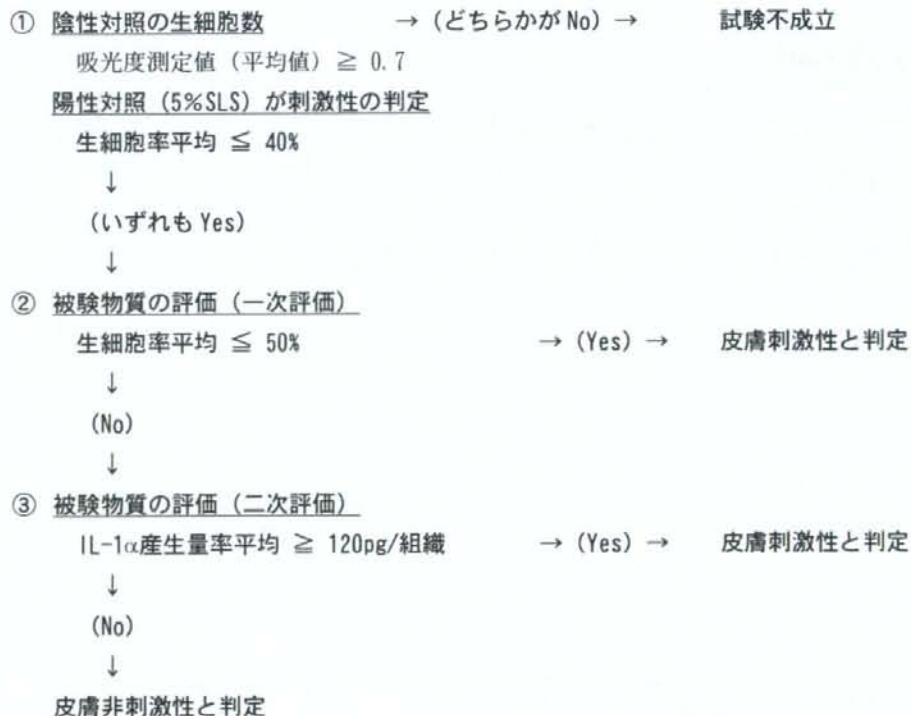 ① 陰性対照の生細胞数 → (どちらかが No) → 試験不成立
吸光度測定値（平均値）≧ 0.7
陽性対照（5%SLS）が刺激性の判定
生細胞率平均 ≦ 40%
↓
(いずれも Yes)
↓
② 被験物質の評価（一次評価）
生細胞率平均 ≦ 50% → (Yes) → 皮膚刺激性と判定
↓
(No)
↓
③ 被験物質の評価（二次評価）
IL-1α産生量率平均 ≧ 120pg/組織 → (Yes) → 皮膚刺激性と判定
↓
(No)
↓
皮膚非刺激性と判定